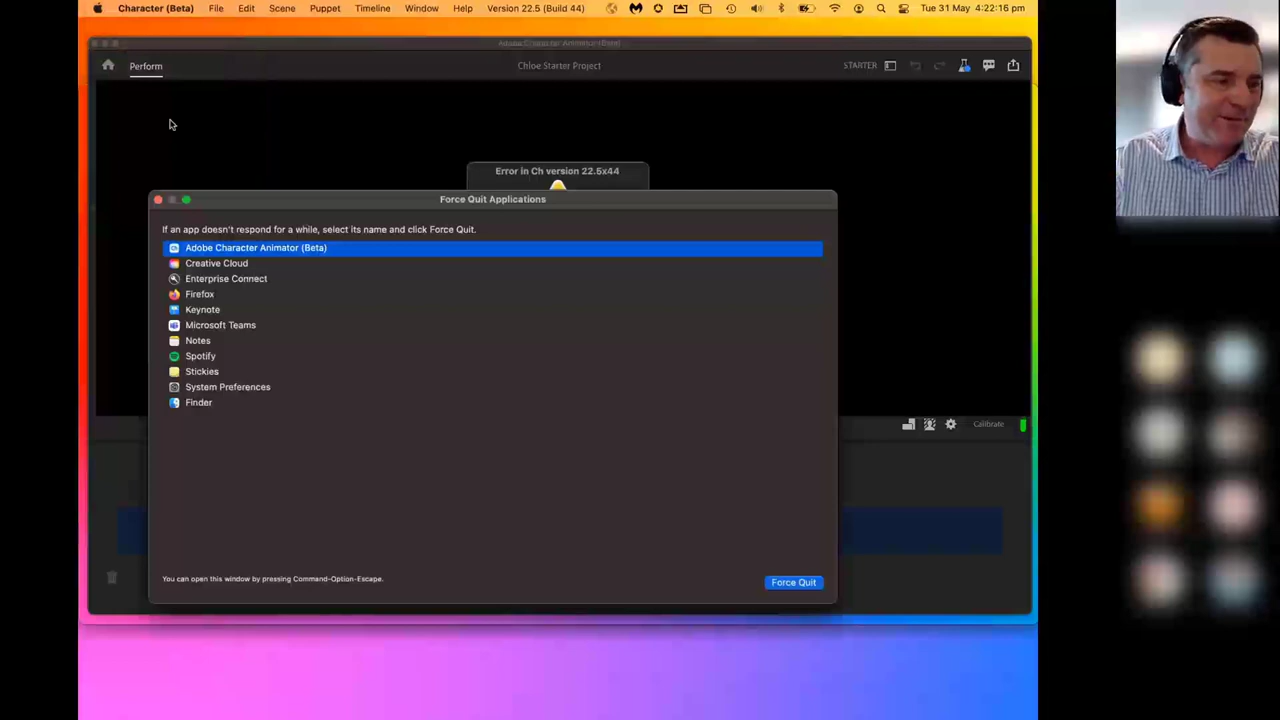 Character (Beta) File Edit Scene Puppet Timeline Window Help Version 22.5 (Build 44) Tue 31 May 4:22:16 pm
Adobe Character Animator (Beta)
Perform Chloe Starter Project STARTER
Error in Ch version 22.5x44
Force Quit Applications
If an app doesn't respond for a while, select its name and click Force Quit.
Adobe Character Animator (Beta)
Creative Cloud
Enterprise Connect
Firefox
Keynote
Microsoft Teams
Notes
Spotify
Stickies
System Preferences
Finder
Calibrate
You can open this window by pressing Command-Option-Escape.
Force Quit